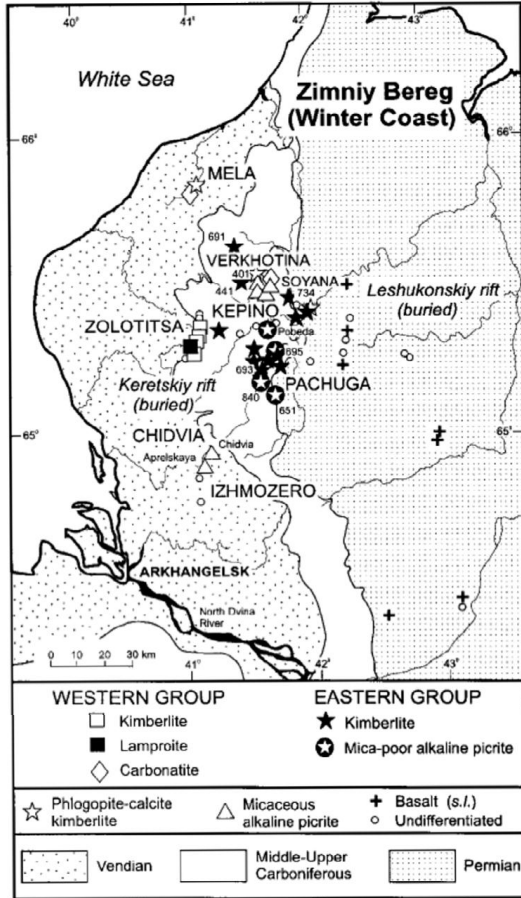 40°
41°
42°
43°
White Sea
Zimniy Bereg
(Winter Coast)
66°
66°
MELA
691
VERKHOTINA
401
SOYANA
441
734
KEPINO
Leshukonskiy rift
(buried)
ZOLOTITSA
Pobeda
695
Keretskiy rift
(buried)
693
PACHUGA
840
651
65°
65°
CHIDVIA
Chidvia
Aprelskaya
IZHMOZERO
ARKHANGELSK
North Dvina
River
0 10 20 30 km
41°
42°
43°
WESTERN GROUP
Kimberlite
Lamproite
Carbonatite
EASTERN GROUP
Kimberlite
Mica-poor alkaline picrite
Phlogopite-calcite
kimberlite
Micaceous
alkaline picrite
Basalt (s.l.)
Undifferentiated
Vendian
Middle-Upper
Carboniferous
Permian